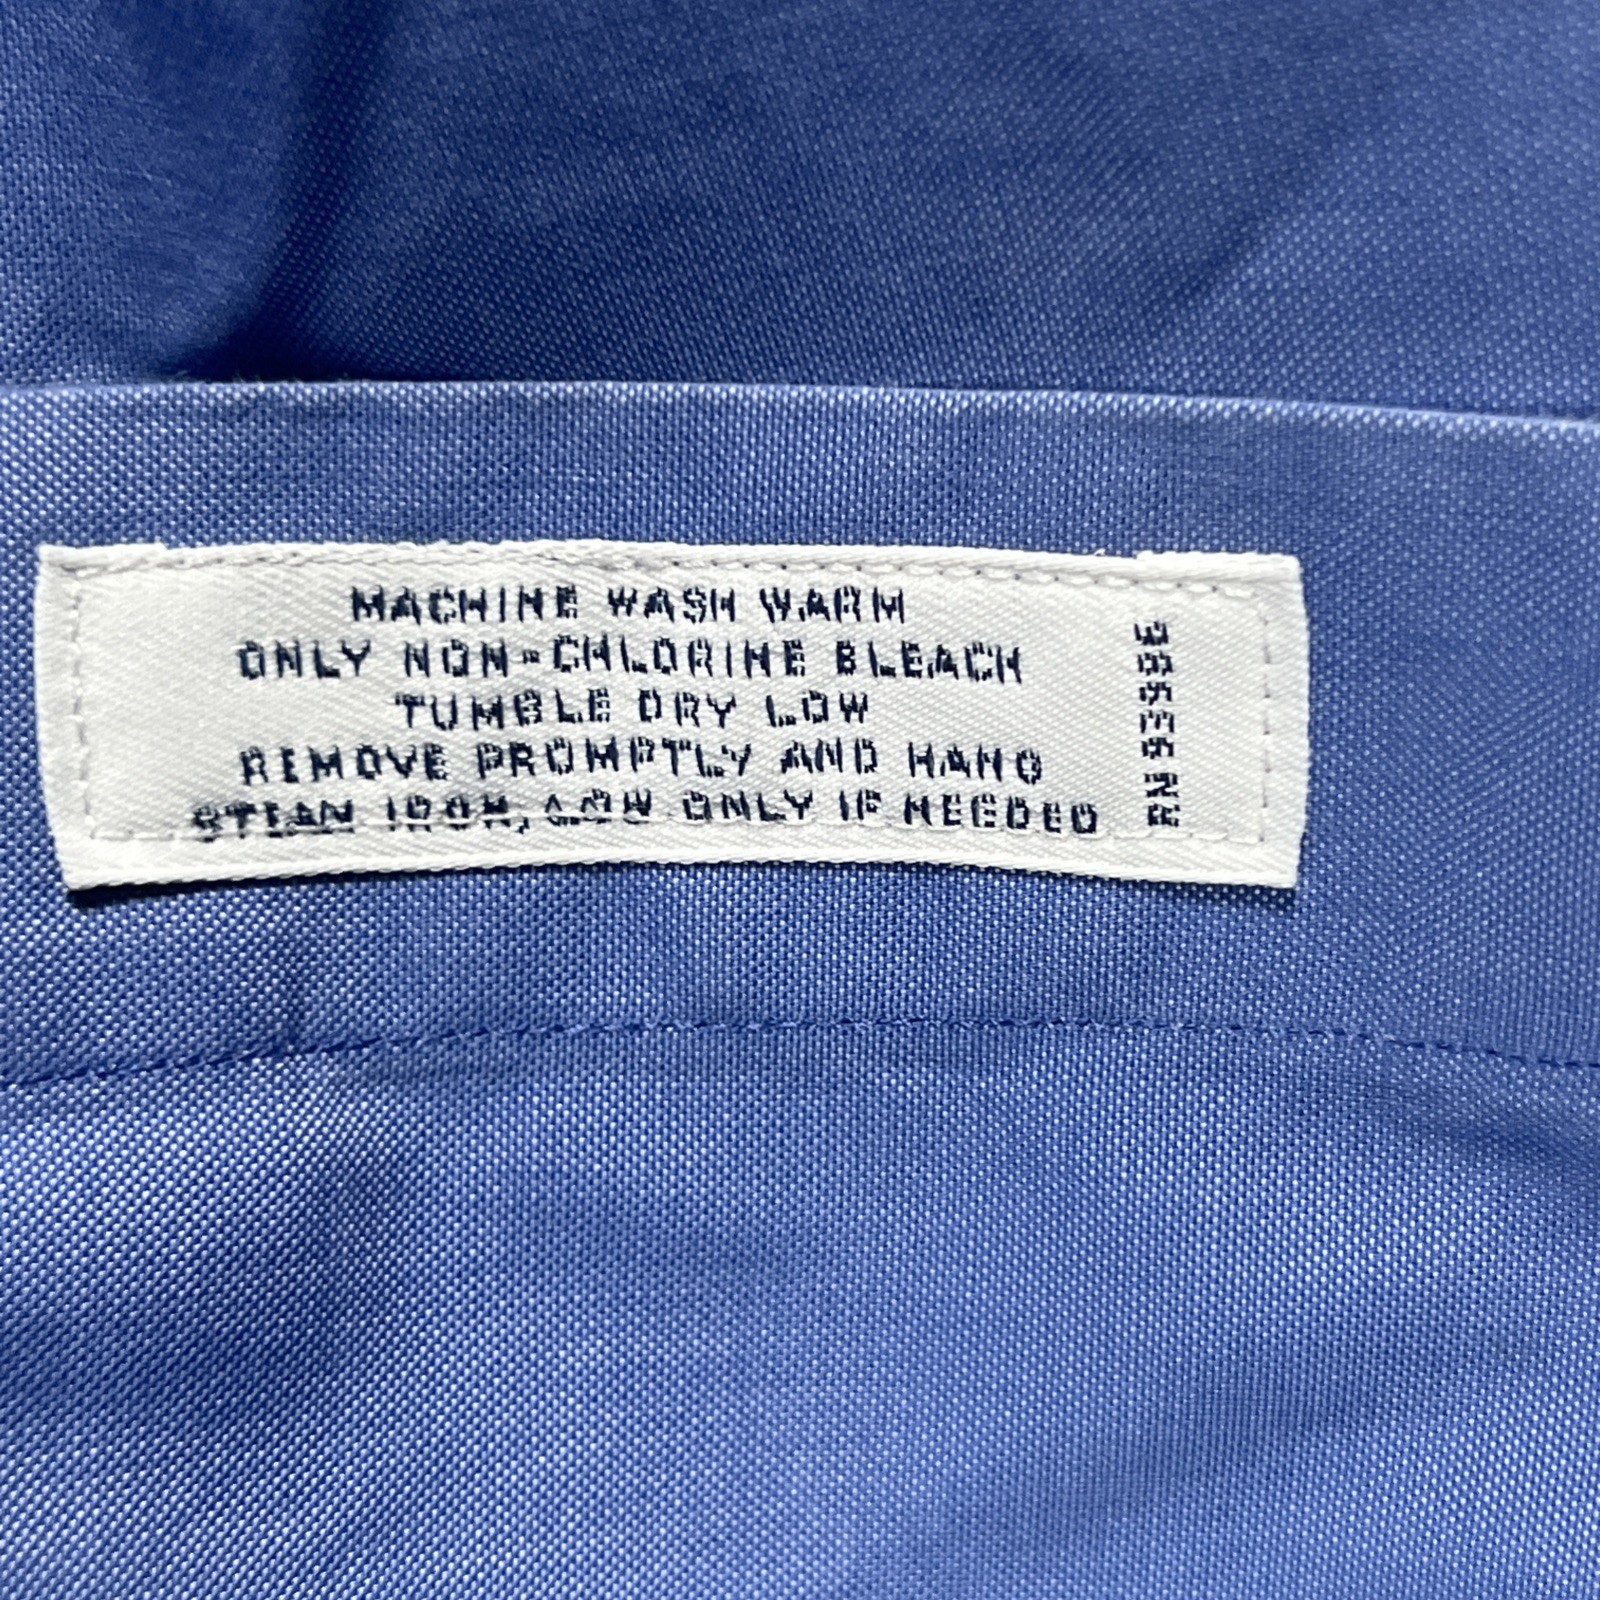 MACHINE WASH WARM
ONLY NON-CHLORINE BLEACH
TUMBLE DRY LOW
REMOVE PROMPTLY AND HANG
STEAM IRON, LOW ONLY IF NEEDED
RN